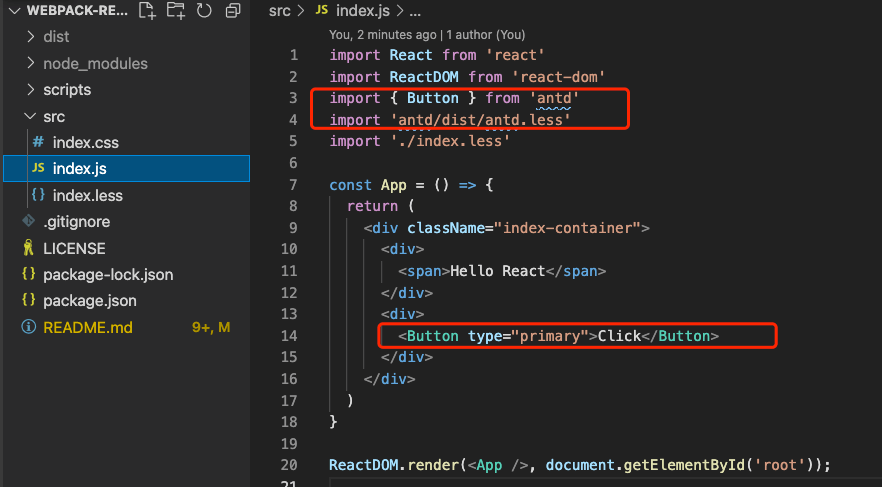 WEBPACK-RE...
dist
node_modules
scripts
src
# index.css
JS index.js
{} index.less
.gitignore
LICENSE
{} package-lock.json
{} package.json
README.md 9+, M
src > JS index.js > ...
You, 2 minutes ago | 1 author (You)
1 import React from 'react'
2 import ReactDOM from 'react-dom'
3 import { Button } from 'antd'
4 import 'antd/dist/antd.less'
5 import './index.less'
6
7 const App = () => {
8 return (
9 <div className="index-container">
10 <div>
11 <span>Hello React</span>
12 </div>
13 <div>
14 <Button type="primary">Click</Button>
15 </div>
16 </div>
17 )
18 }
19
20 ReactDOM.render(<App />, document.getElementById('root'));
21